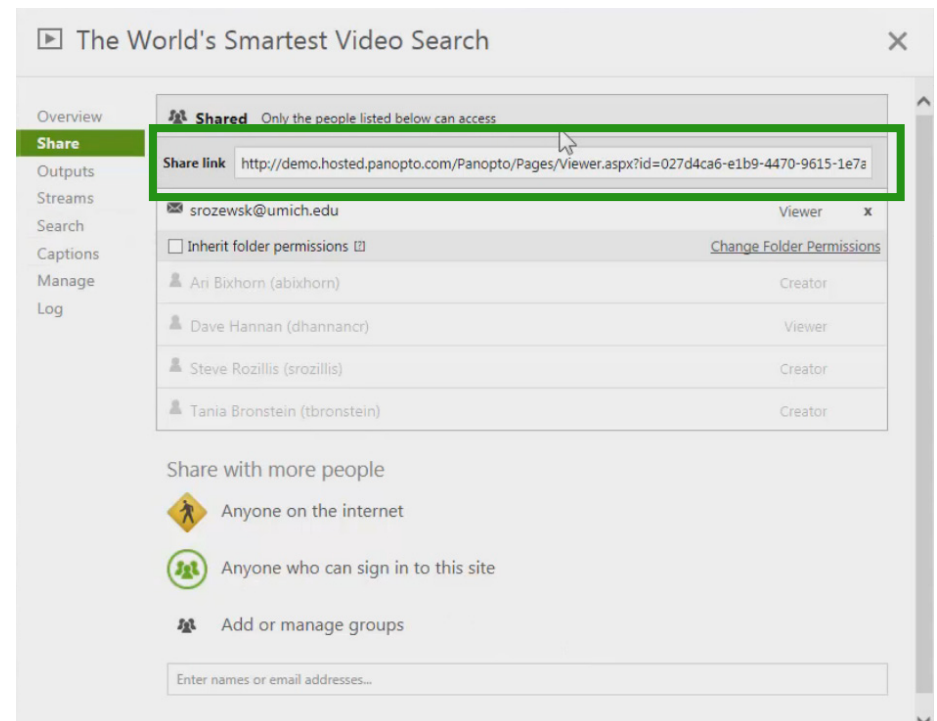 The World's Smartest Video Search
Overview
Share
Outputs
Streams
Search
Captions
Manage
Log
Shared Only the people listed below can access
Share link http://demo.hosted.panopto.com/Panopto/Pages/Viewer.aspx?id=027d4ca6-e1b9-4470-9615-1e7a
srozewsk@umich.edu Viewer x
Inherit folder permissions [?] Change Folder Permissions
Ari Bixhorn (abixhorn) Creator
Dave Hannan (dhannancr) Viewer
Steve Rozillis (srozillis) Creator
Tania Bronstein (tbronstein) Creator
Share with more people
Anyone on the internet
Anyone who can sign in to this site
Add or manage groups
Enter names or email addresses...